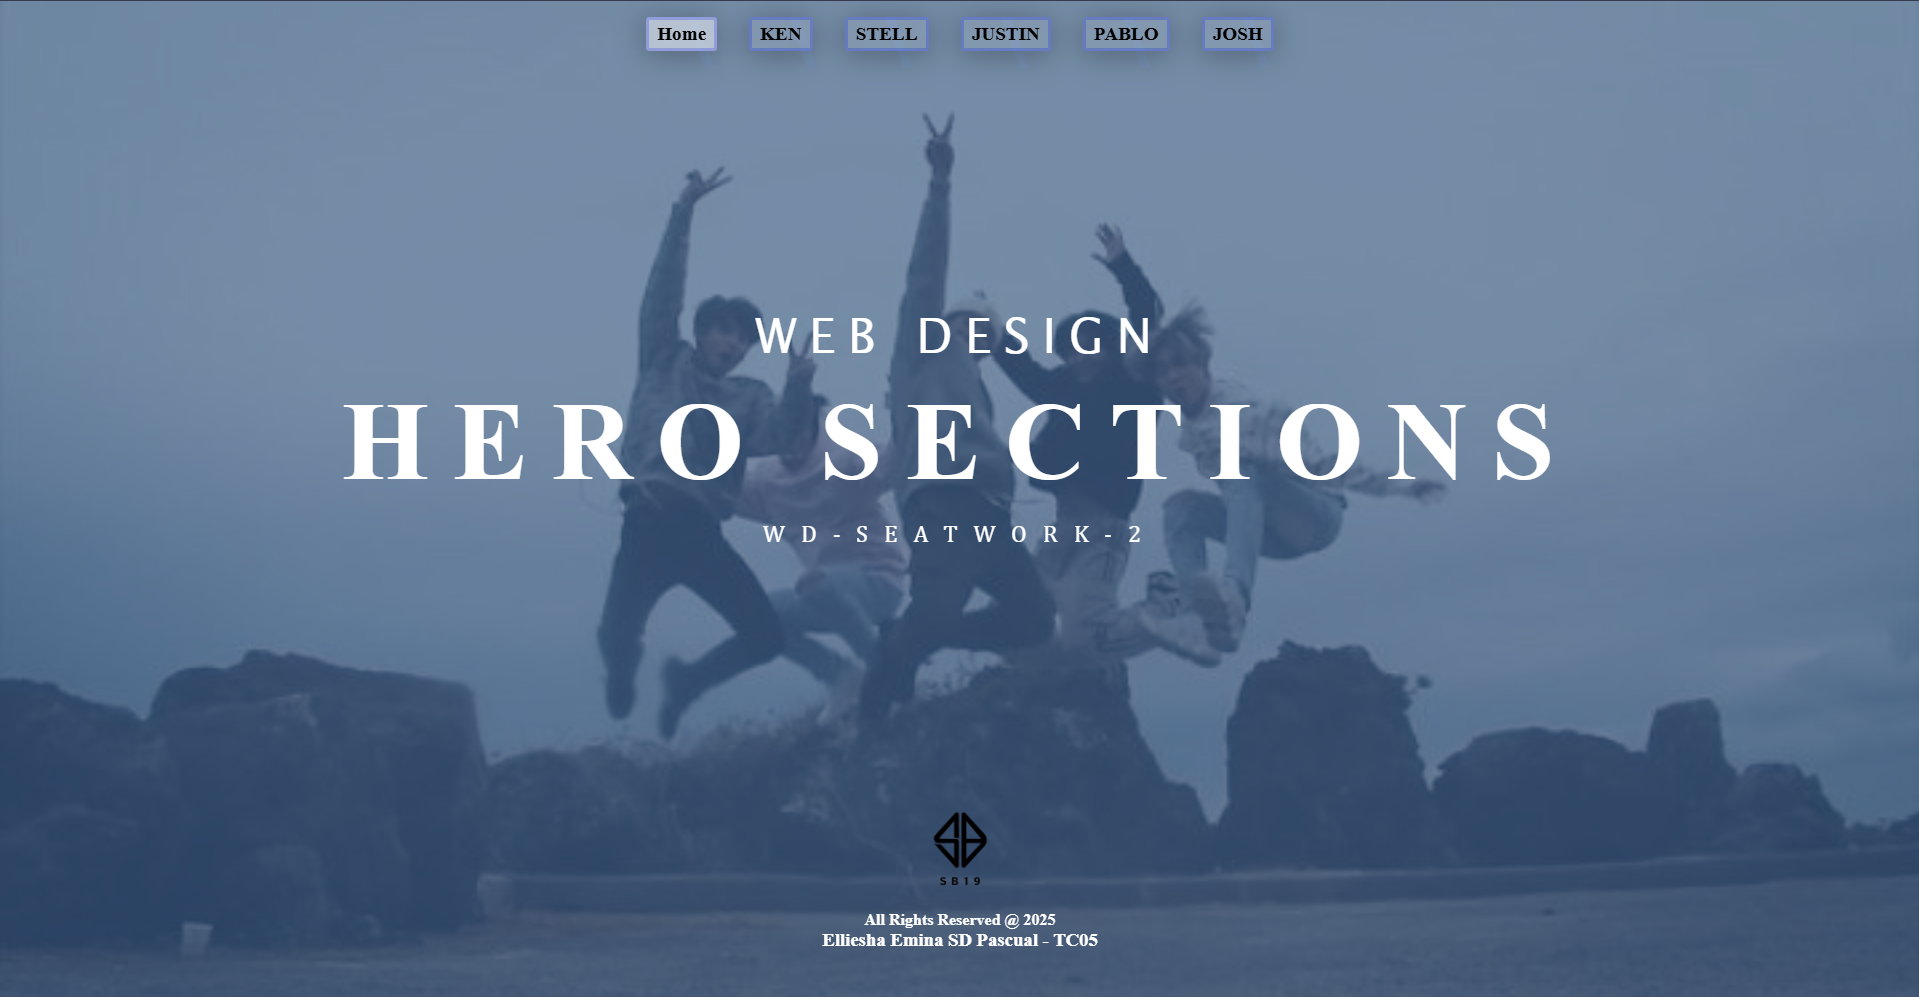 Home KEN STELL JUSTIN PABLO JOSH
WEB DESIGN
HERO SECTIONS
WD-SEATWORK-2
SB19
All Rights Reserved @ 2025
Elliesha Emina SD Pascual - TC05